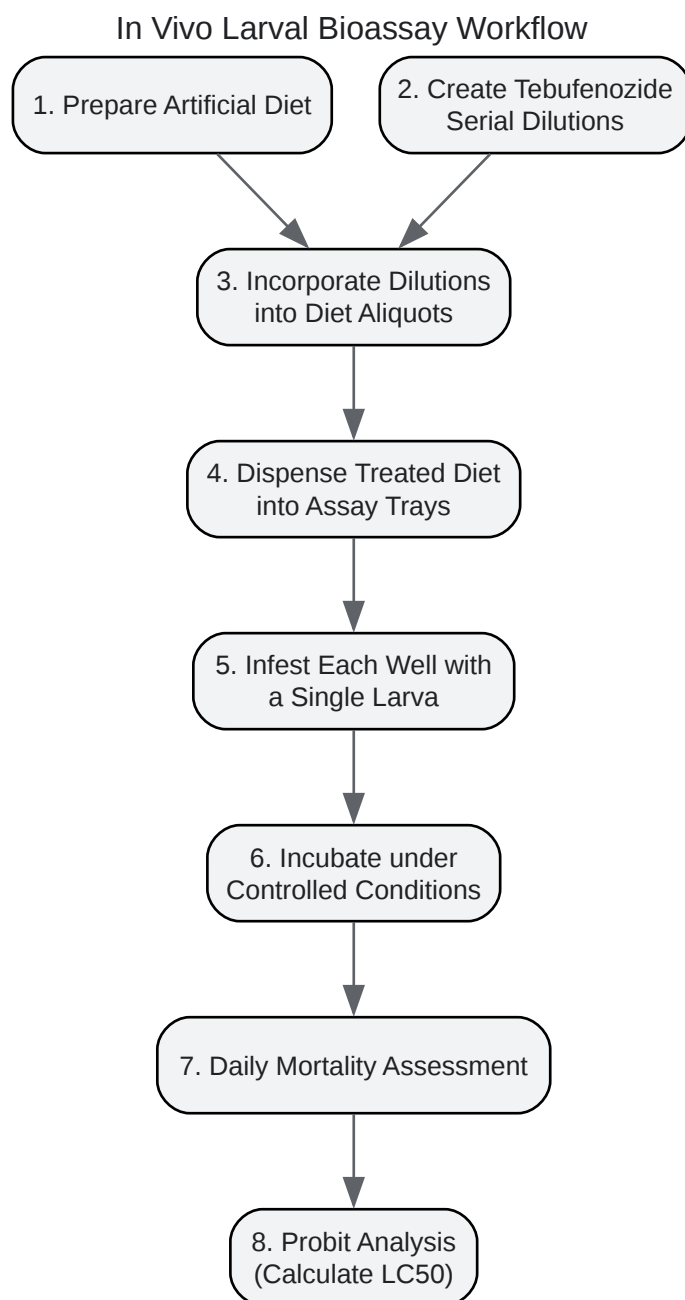 In Vivo Larval Bioassay Workflow
1. Prepare Artificial Diet
2. Create Tebufenozide
Serial Dilutions
3. Incorporate Dilutions
into Diet Aliquots
4. Dispense Treated Diet
into Assay Trays
5. Infest Each Well with
a Single Larva
6. Incubate under
Controlled Conditions
7. Daily Mortality Assessment
8. Probit Analysis
(Calculate LC50)